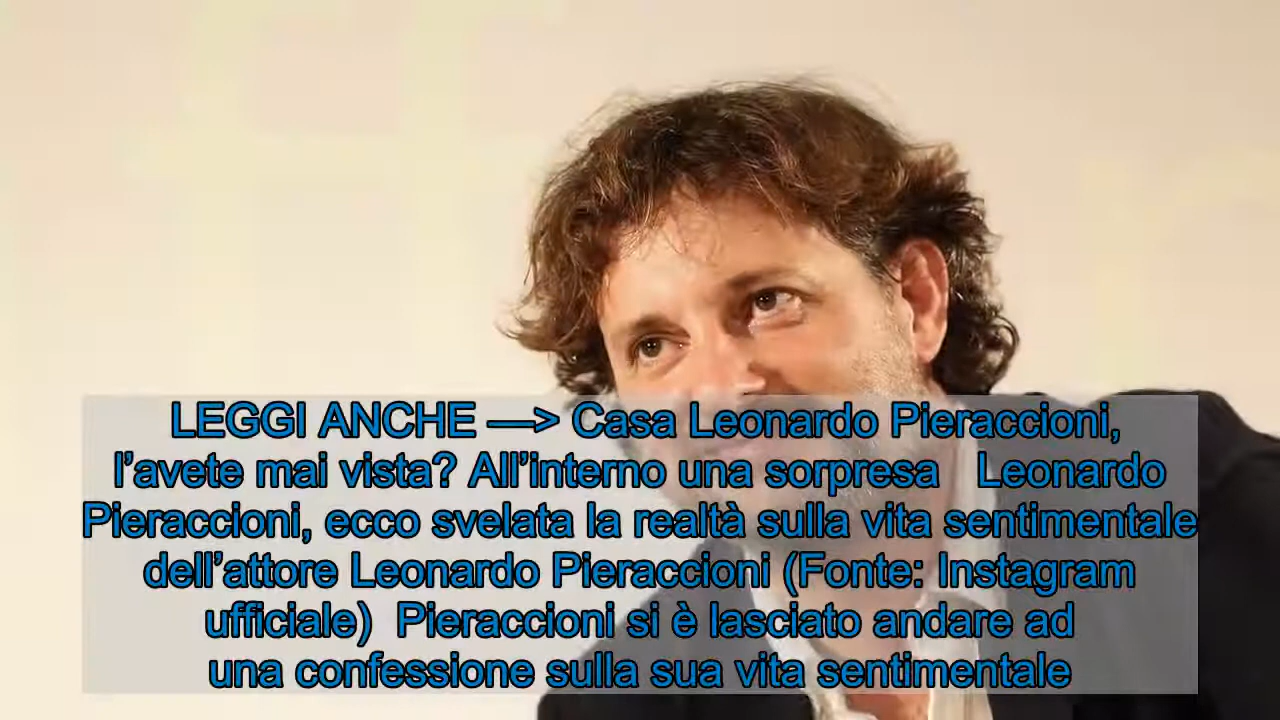 LEGGI ANCHE —> Casa Leonardo Pieraccioni,
l’avete mai vista? All’interno una sorpresa   Leonardo
Pieraccioni, ecco svelata la realtà sulla vita sentimentale
dell’attore Leonardo Pieraccioni (Fonte: Instagram
ufficiale)  Pieraccioni si è lasciato andare ad
una confessione sulla sua vita sentimentale